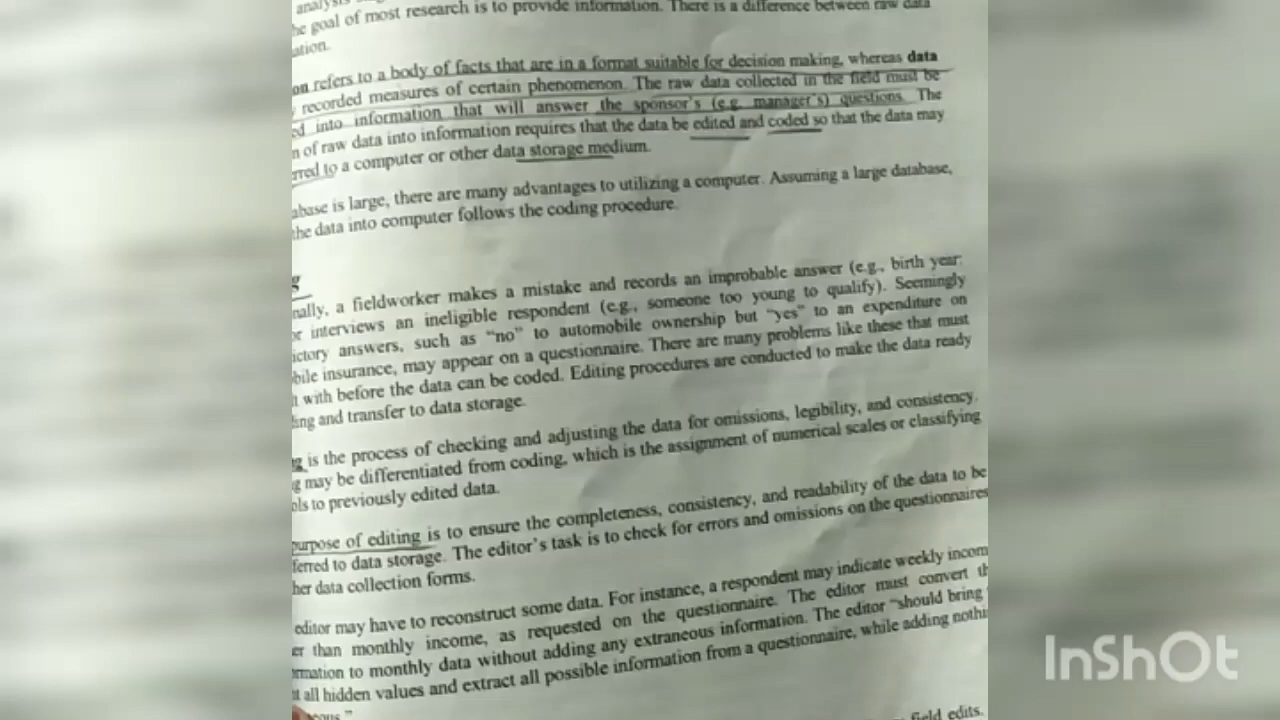 analysis
he goal of most research is to provide information. There is a difference between raw data
ation.
on refers to a body of facts that are in a format suitable for decision making, whereas data
recorded measures of certain phenomenon. The raw data collected in the field must be
ed into information that will answer the sponsor's (e.g. manager's) questions. The
n of raw data into information requires that the data be edited and coded so that the data may
rred to a computer or other data storage medium.
abase is large, there are many advantages to utilizing a computer. Assuming a large database,
the data into computer follows the coding procedure.
g
nally, a fieldworker makes a mistake and records an improbable answer (e.g., birth year:
or interviews an ineligible respondent (e.g., someone too young to qualify). Seemingly
ictory answers, such as "no" to automobile ownership but "yes" to an expenditure on
bile insurance, may appear on a questionnaire. There are many problems like these that must
t with before the data can be coded. Editing procedures are conducted to make the data ready
ing and transfer to data storage.
g is the process of checking and adjusting the data for omissions, legibility, and consistency.
g may be differentiated from coding, which is the assignment of numerical scales or classifying
ols to previously edited data.
purpose of editing is to ensure the completeness, consistency, and readability of the data to be
ferred to data storage. The editor's task is to check for errors and omissions on the questionnaires
her data collection forms.
editor may have to reconstruct some data. For instance, a respondent may indicate weekly incom
er than monthly income, as requested on the questionnaire. The editor must convert th
ormation to monthly data without adding any extraneous information. The editor "should bring
t all hidden values and extract all possible information from a questionnaire, while adding nothi
eous."
field edits.
InShOt